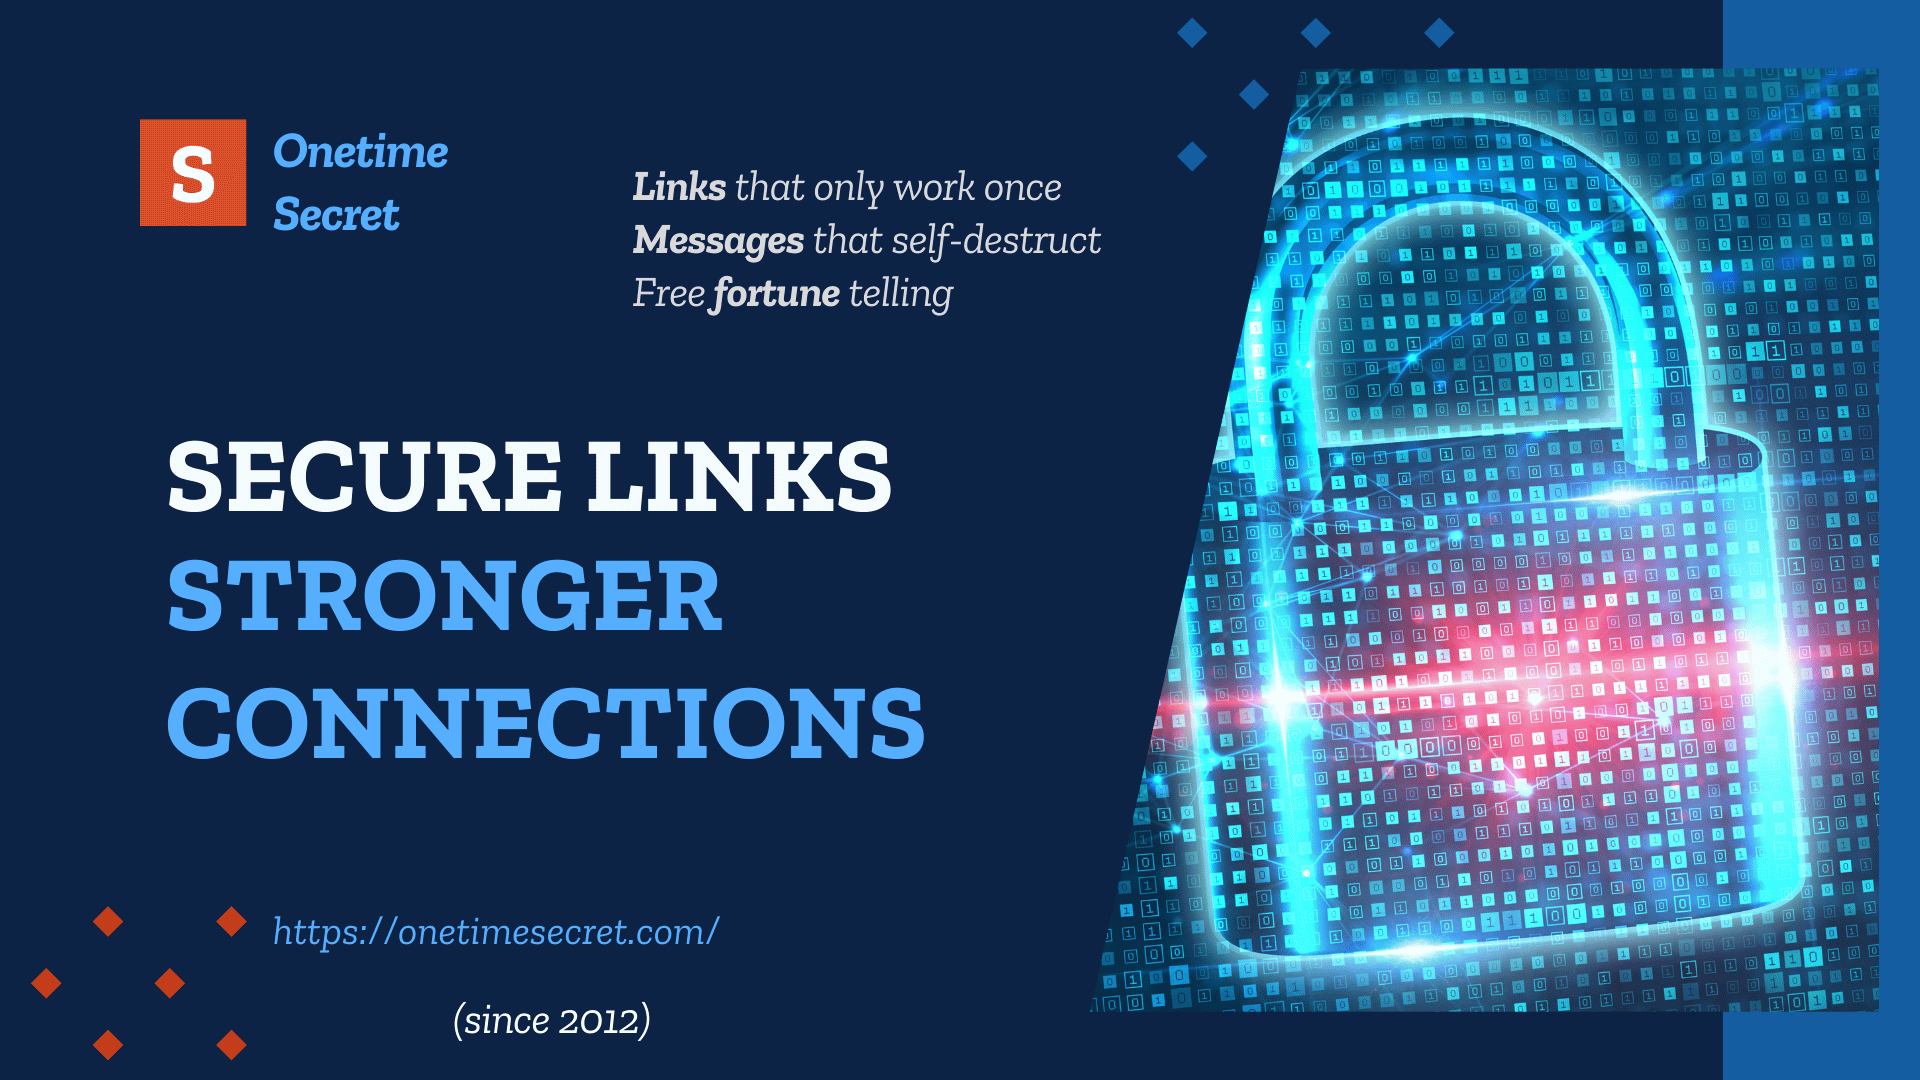 S
Onetime
Secret
Links that only work once
Messages that self-destruct
Free fortune telling
SECURE LINKS
STRONGER
CONNECTIONS
https://onetimesecret.com/
(since 2012)